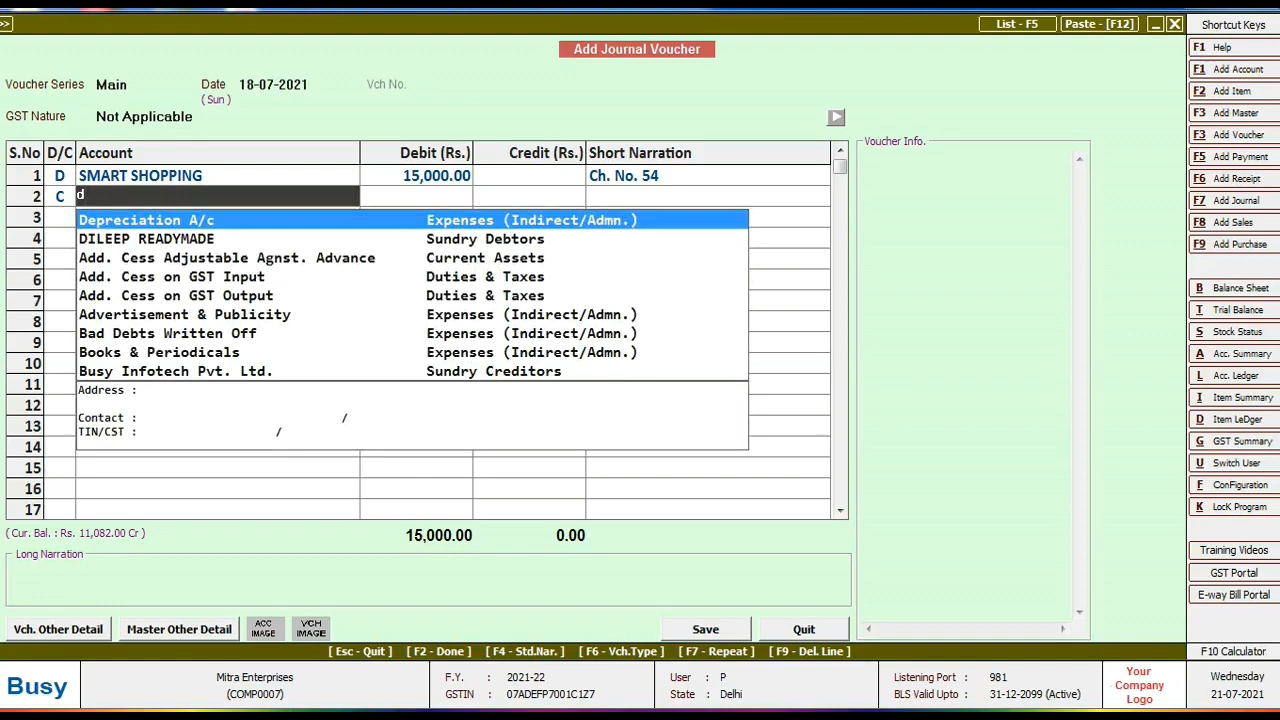 >> List - F5 Paste - [F12] Shortcut Keys
Add Journal Voucher
F1 Help
F1 Add Account
F2 Add Item
F3 Add Master
F3 Add Voucher
F5 Add Payment
F6 Add Receipt
F7 Add Journal
F8 Add Sales
F9 Add Purchase
B Balance Sheet
T Trial Balance
S Stock Status
A Acc. Summary
L Acc. Ledger
I Item Summary
D Item LeDger
G GST Summary
U Switch User
F ConFiguration
K LocK Program
Training Videos
GST Portal
E-way Bill Portal
F10 Calculator
Voucher Series Main Date 18-07-2021 Vch No.
( Sun )
GST Nature Not Applicable
Voucher Info.
S.No D/C Account Debit (Rs.) Credit (Rs.) Short Narration
1 D SMART SHOPPING 15,000.00 Ch. No. 54
2 C d
3 Depreciation A/c Expenses (Indirect/Admn.)
4 DILEEP READYMADE Sundry Debtors
5 Add. Cess Adjustable Agnst. Advance Current Assets
6 Add. Cess on GST Input Duties & Taxes
7 Add. Cess on GST Output Duties & Taxes
8 Advertisement & Publicity Expenses (Indirect/Admn.)
9 Bad Debts Written Off Expenses (Indirect/Admn.)
10 Books & Periodicals Expenses (Indirect/Admn.)
11 Busy Infotech Pvt. Ltd. Sundry Creditors
Address :
12
Contact : /
13 TIN/CST : /
14
15
16
17
( Cur. Bal. : Rs. 11,082.00 Cr ) 15,000.00 0.00
Long Narration
Vch. Other Detail Master Other Detail ACC IMAGE VCH IMAGE Save Quit
[ Esc - Quit ] [ F2 - Done ] [ F4 - Std.Nar. ] [ F6 - Vch.Type ] [ F7 - Repeat ] [ F9 - Del. Line ]
Busy
Mitra Enterprises
(COMP0007)
F.Y. : 2021-22
GSTIN : 07ADEFP7001C1Z7
User : P
State : Delhi
Listening Port : 981
BLS Valid Upto : 31-12-2099 (Active)
Your
Company
Logo
Wednesday
21-07-2021